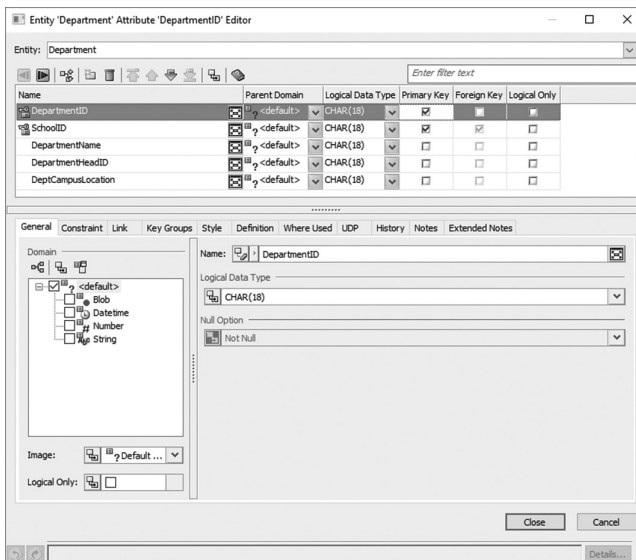 Entity 'Department' Attribute 'DepartmentID' Editor
Entity: Department
Enter filter text
Name Parent Domain Logical Data Type Primary Key Foreign Key Logical Only
DepartmentID <default> CHAR(18)
SchoolID <default> CHAR(18)
DepartmentName <default> CHAR(18)
DepartmentHeadID <default> CHAR(18)
DeptCampusLocation <default> CHAR(18)
General Constraint Link Key Groups Style Definition Where Used UDP History Notes Extended Notes
Domain
Name: DepartmentID
Logical Data Type
<default>
CHAR(18)
Blob
Datetime
Null Option
Number
Not Null
String
Image: Default ...
Logical Only:
Close Cancel
Details...